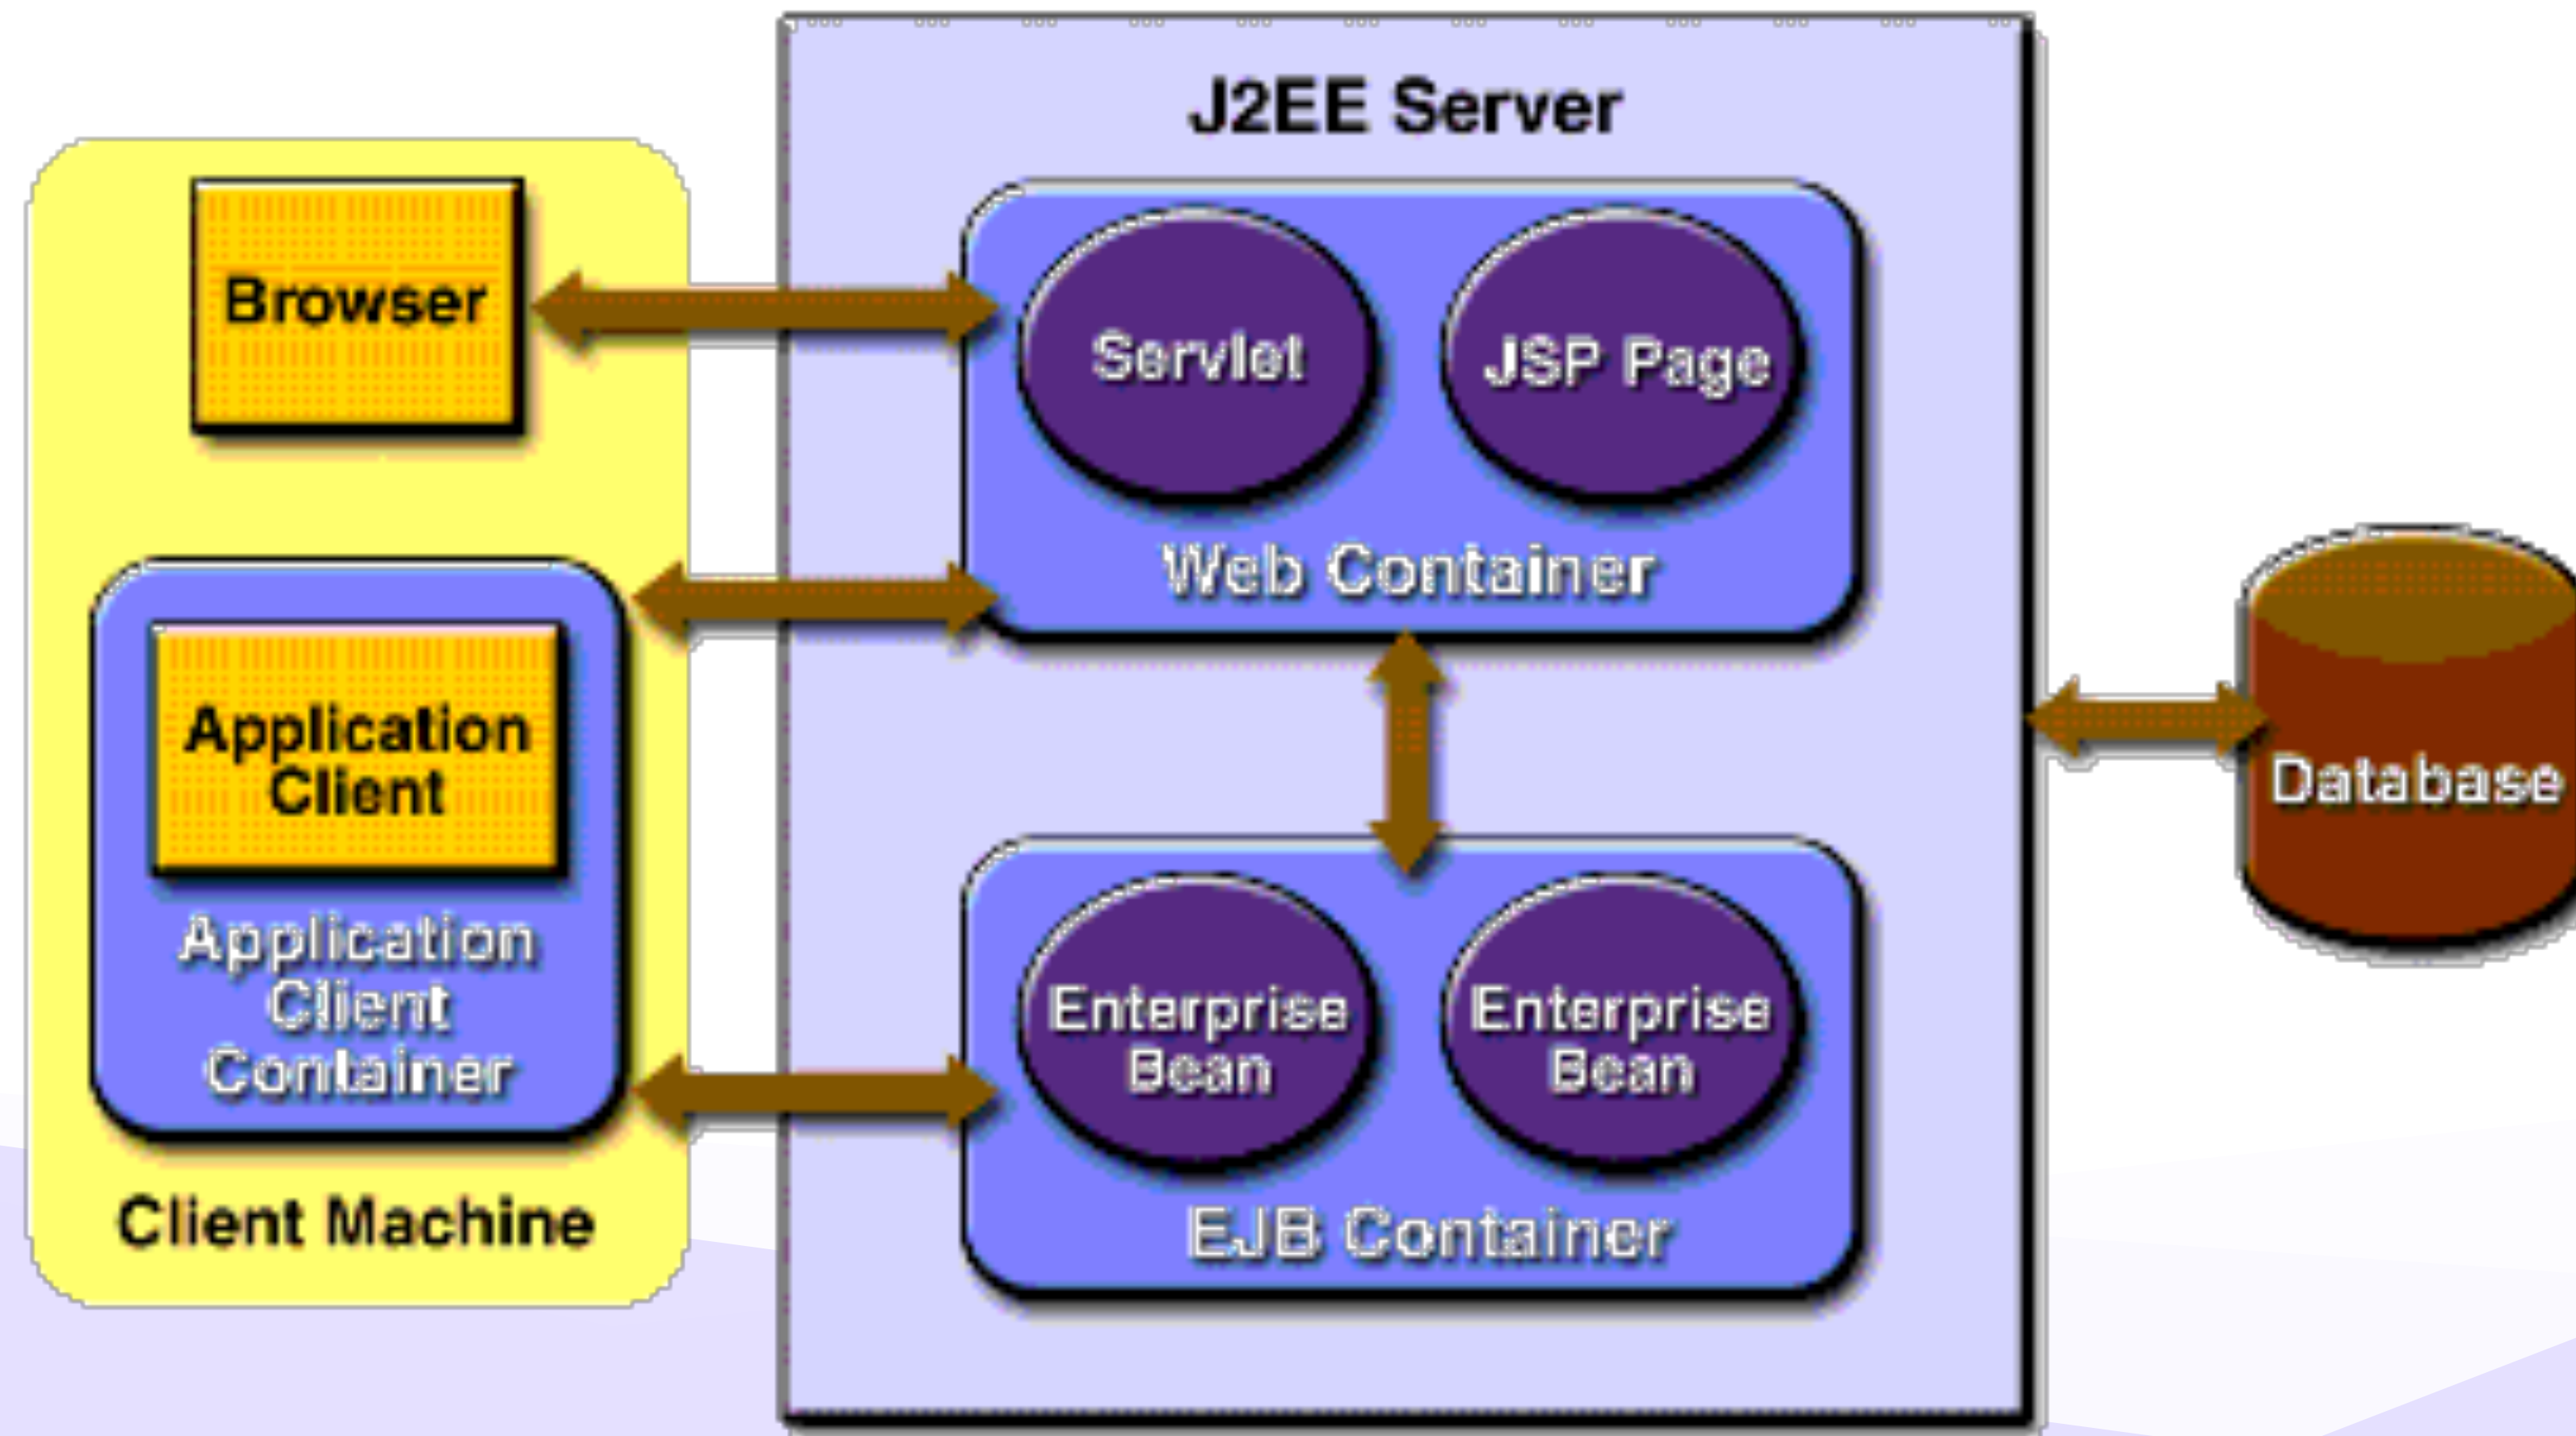 J2EE Server
Browser
Servlet
JSP Page
Web Container
Application
Client
Application
Client
Container
Client Machine
Enterprise
Bean
Enterprise
Bean
EJB Container
Database